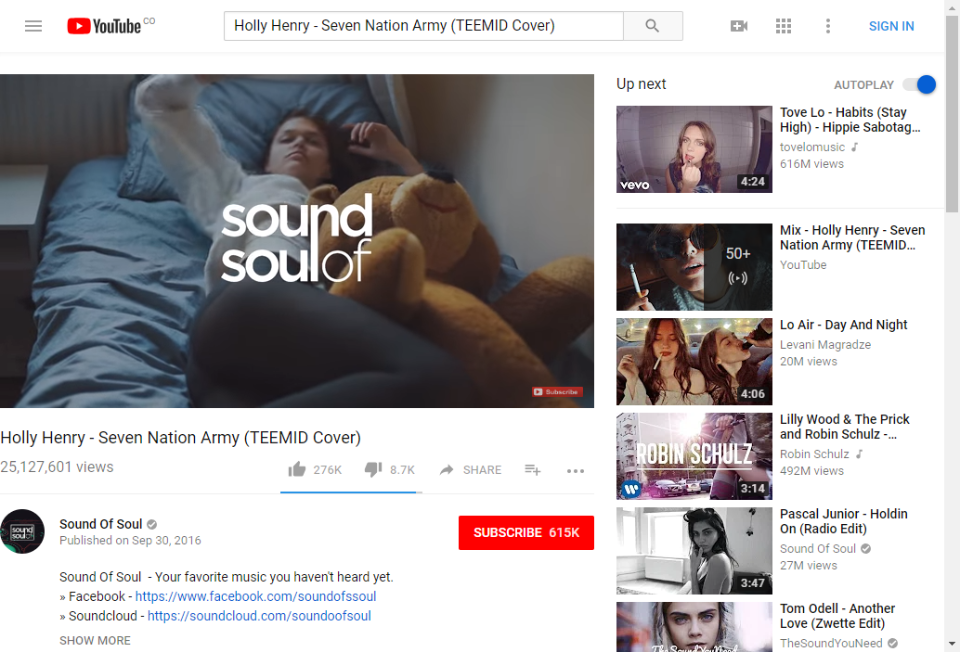 YouTube CO
Holly Henry - Seven Nation Army (TEEMID Cover)
SIGN IN
sound
soulof
Subscribe
Holly Henry - Seven Nation Army (TEEMID Cover)
25,127,601 views
276K
8.7K
SHARE
sound
soulof
Sound Of Soul
Published on Sep 30, 2016
SUBSCRIBE 615K
Sound Of Soul - Your favorite music you haven't heard yet.
» Facebook - https://www.facebook.com/soundofssoul
» Soundcloud - https://soundcloud.com/soundoofsoul
SHOW MORE
Up next
AUTOPLAY
vevo
4:24
Tove Lo - Habits (Stay
High) - Hippie Sabotag...
tovelomusic
616M views
50+
Mix - Holly Henry - Seven
Nation Army (TEEMID...
YouTube
4:06
Lo Air - Day And Night
Levani Magradze
20M views
ROBIN SCHULZ
3:14
Lilly Wood & The Prick
and Robin Schulz -...
Robin Schulz
492M views
3:47
Pascal Junior - Holdin
On (Radio Edit)
Sound Of Soul
27M views
TheSoundYouNeed
Tom Odell - Another
Love (Zwette Edit)
TheSoundYouNeed